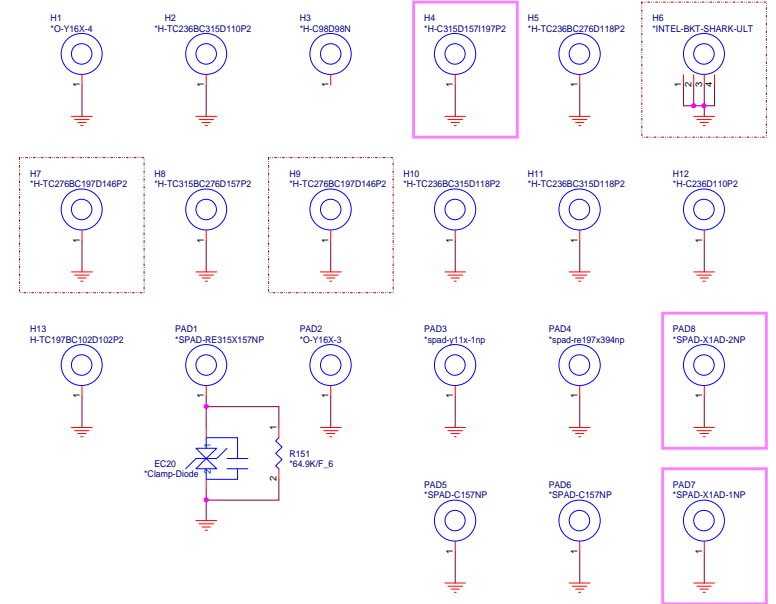 H1
*O-Y16X-4
1
H2
*H-TC236BC315D110P2
1
H3
*H-C98D98N
1
H4
*H-C315D157I197P2
1
H5
*H-TC236BC276D118P2
1
H6
*INTEL-BKT-SHARK-ULT
1
2
3
4
H7
*H-TC276BC197D146P2
1
H8
*H-TC315BC276D157P2
1
H9
*H-TC276BC197D146P2
1
H10
*H-TC236BC315D118P2
1
H11
*H-TC236BC315D118P2
1
H12
*H-C236D110P2
1
H13
H-TC197BC102D102P2
1
PAD1
*SPAD-RE315X157NP
1
PAD2
*O-Y16X-3
1
PAD3
*spad-y11x-1np
1
PAD4
*spad-re197x394np
1
PAD8
*SPAD-X1AD-2NP
1
EC20
*Clamp-Diode
1
2
R151
*64.9K/F_6
1
2
PAD5
*SPAD-C157NP
1
PAD6
*SPAD-C157NP
1
PAD7
*SPAD-X1AD-1NP
1